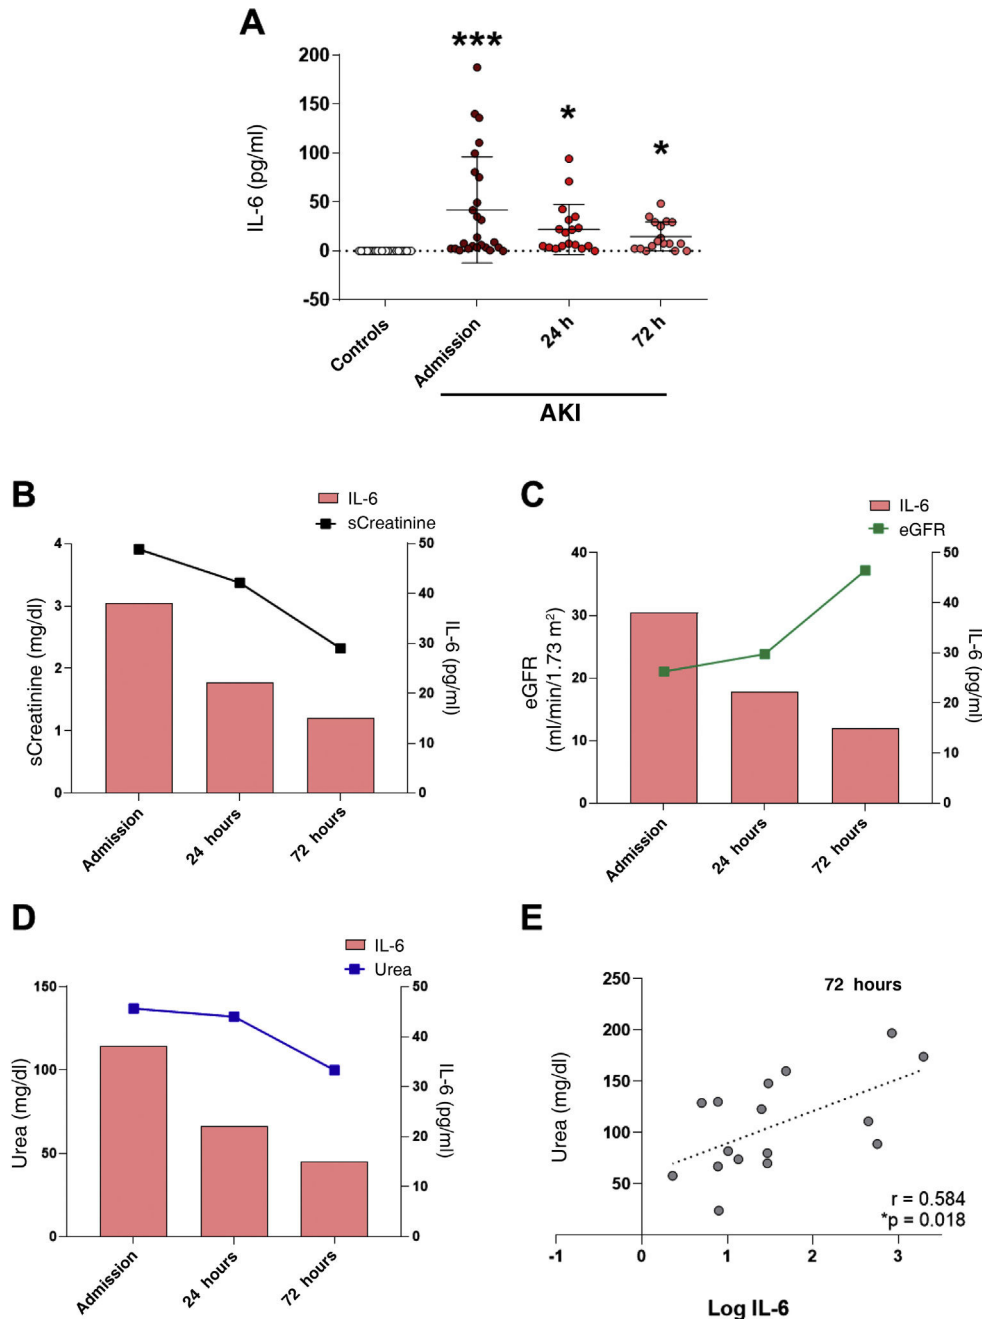 A
***
*
*
200
150
100
50
0
-50
IL-6 (pg/ml)
Controls
Admission
24 h
72 h
AKI
B
IL-6
sCreatinine
4
3
2
1
0
sCreatinine (mg/dl)
50
40
30
20
10
0
IL-6 (pg/ml)
Admission
24 hours
72 hours
C
IL-6
eGFR
40
30
20
10
0
eGFR
(ml/min/1.73 m²)
50
40
30
20
10
0
IL-6 (pg/ml)
Admission
24 hours
72 hours
D
IL-6
Urea
150
100
50
0
Urea (mg/dl)
50
40
30
20
10
0
IL-6 (pg/ml)
Admission
24 hours
72 hours
E
72 hours
250
200
150
100
50
Urea (mg/dl)
r = 0.584
*p = 0.018
-1 0 1 2 3
Log IL-6